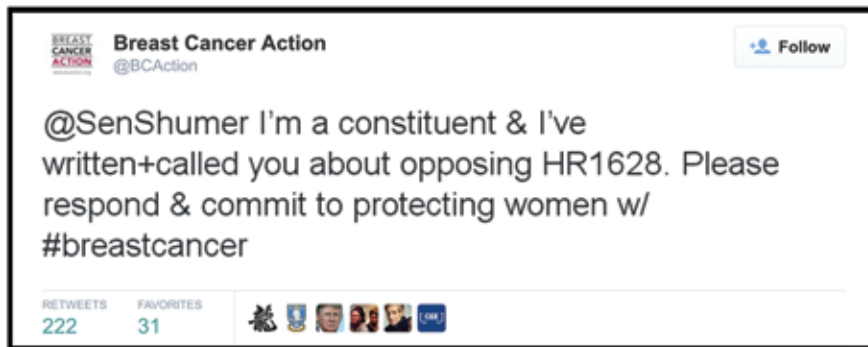 BREAST
CANCER
ACTION
Breast Cancer Action
@BCAction
Follow
@SenShumer I'm a constituent & I've
written+called you about opposing HR1628. Please
respond & commit to protecting women w/
#breastcancer
RETWEETS FAVORITES
222 31
龍